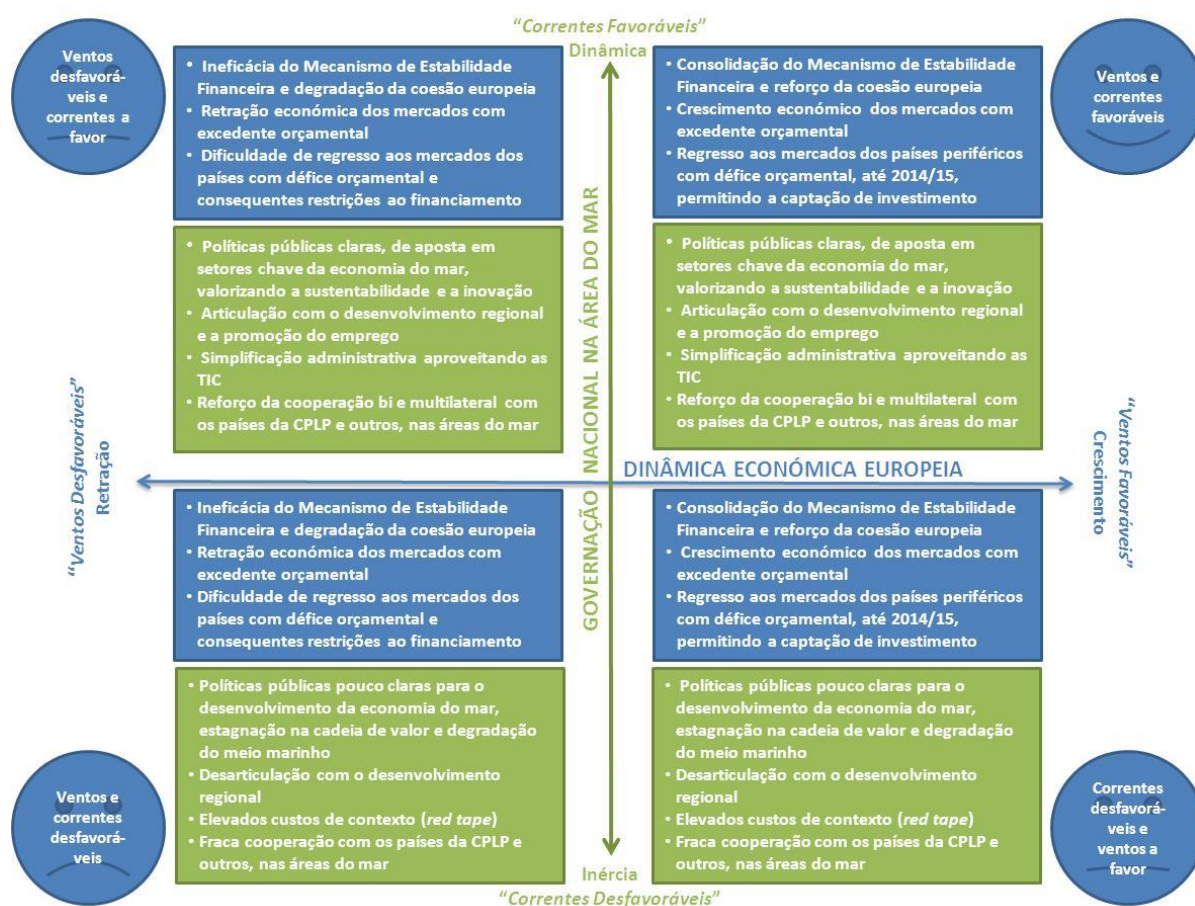 “Correntes Favoráveis”
Dinâmica
Ventos
desfavorá-
veis e
correntes a
favor
• Ineficácia do Mecanismo de Estabilidade
Financeira e degradação da coesão europeia
• Retração económica dos mercados com
excedente orçamental
• Dificuldade de regresso aos mercados dos
países com défice orçamental e
consequentes restrições ao financiamento
• Consolidação do Mecanismo de Estabilidade
Financeira e reforço da coesão europeia
• Crescimento económico dos mercados com
excedente orçamental
• Regresso aos mercados dos países periféricos
com défice orçamental, até 2014/15,
permitindo a captação de investimento
Ventos e
correntes
favoráveis
• Políticas públicas claras, de aposta em
setores chave da economia do mar,
valorizando a sustentabilidade e a inovação
• Articulação com o desenvolvimento regional
e a promoção do emprego
• Simplificação administrativa aproveitando as
TIC
• Reforço da cooperação bi e multilateral com
os países da CPLP e outros, nas áreas do mar
• Políticas públicas claras, de aposta em
setores chave da economia do mar,
valorizando a sustentabilidade e a inovação
• Articulação com o desenvolvimento regional
e a promoção do emprego
• Simplificação administrativa aproveitando as
TIC
• Reforço da cooperação bi e multilateral com
os países da CPLP e outros, nas áreas do mar
GOVERNAÇÃO NACIONAL NA ÁREA DO MAR
“Ventos Desfavoráveis”
Retração
DINÂMICA ECONÓMICA EUROPEIA
“Ventos Favoráveis”
Crescimento
• Ineficácia do Mecanismo de Estabilidade
Financeira e degradação da coesão europeia
• Retração económica dos mercados com
excedente orçamental
• Dificuldade de regresso aos mercados dos
países com défice orçamental e
consequentes restrições ao financiamento
• Consolidação do Mecanismo de Estabilidade
Financeira e reforço da coesão europeia
• Crescimento económico dos mercados com
excedente orçamental
• Regresso aos mercados dos países periféricos
com défice orçamental, até 2014/15,
permitindo a captação de investimento
Ventos e
correntes
desfavorá-
veis
• Políticas públicas pouco claras para o
desenvolvimento da economia do mar,
estagnação na cadeia de valor e degradação
do meio marinho
• Desarticulação com o desenvolvimento
regional
• Elevados custos de contexto (red tape)
• Fraca cooperação com os países da CPLP e
outros, nas áreas do mar
• Políticas públicas pouco claras para o
desenvolvimento da economia do mar,
estagnação na cadeia de valor e degradação
do meio marinho
• Desarticulação com o desenvolvimento
regional
• Elevados custos de contexto (red tape)
• Fraca cooperação com os países da CPLP e
outros, nas áreas do mar
Correntes
desfavorá-
veis e
ventos a
favor
Inércia
“Correntes Desfavoráveis”